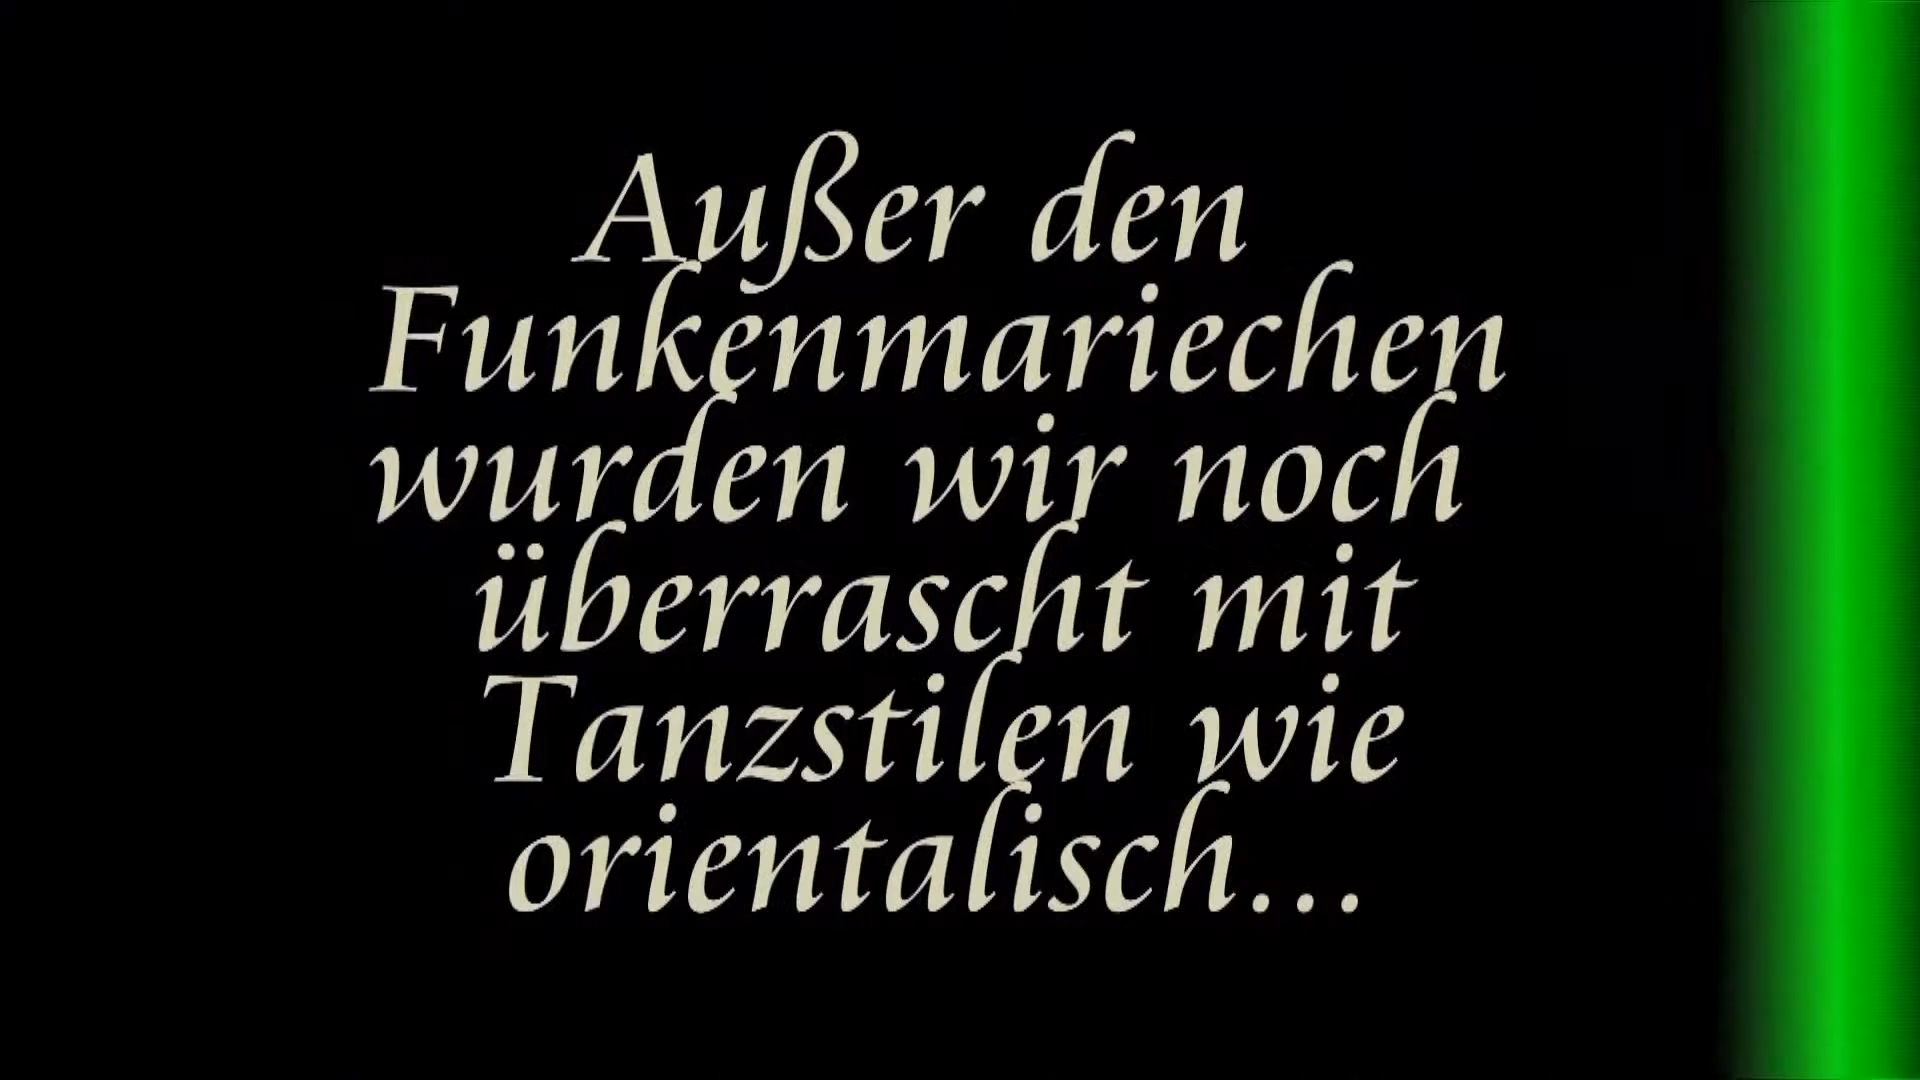 Außer den
Funkenmariechen
wurden wir noch
überrascht mit
Tanzstilen wie
orientalisch...